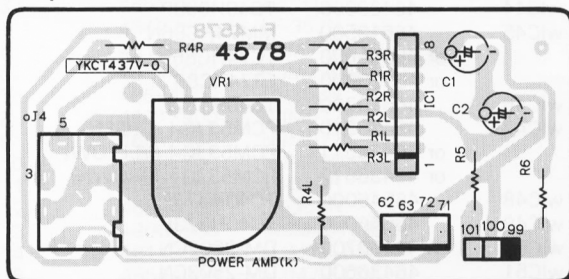 F-4578
R4R
4578
YKCT437V-0
VR1
R3R
8
R1R
C1
R2R
IC1
R2L
C2
oJ4
5
R1L
3
R3L
1
R5
R6
R4L
62 63 72 71
101 100 99
POWER AMP(k)